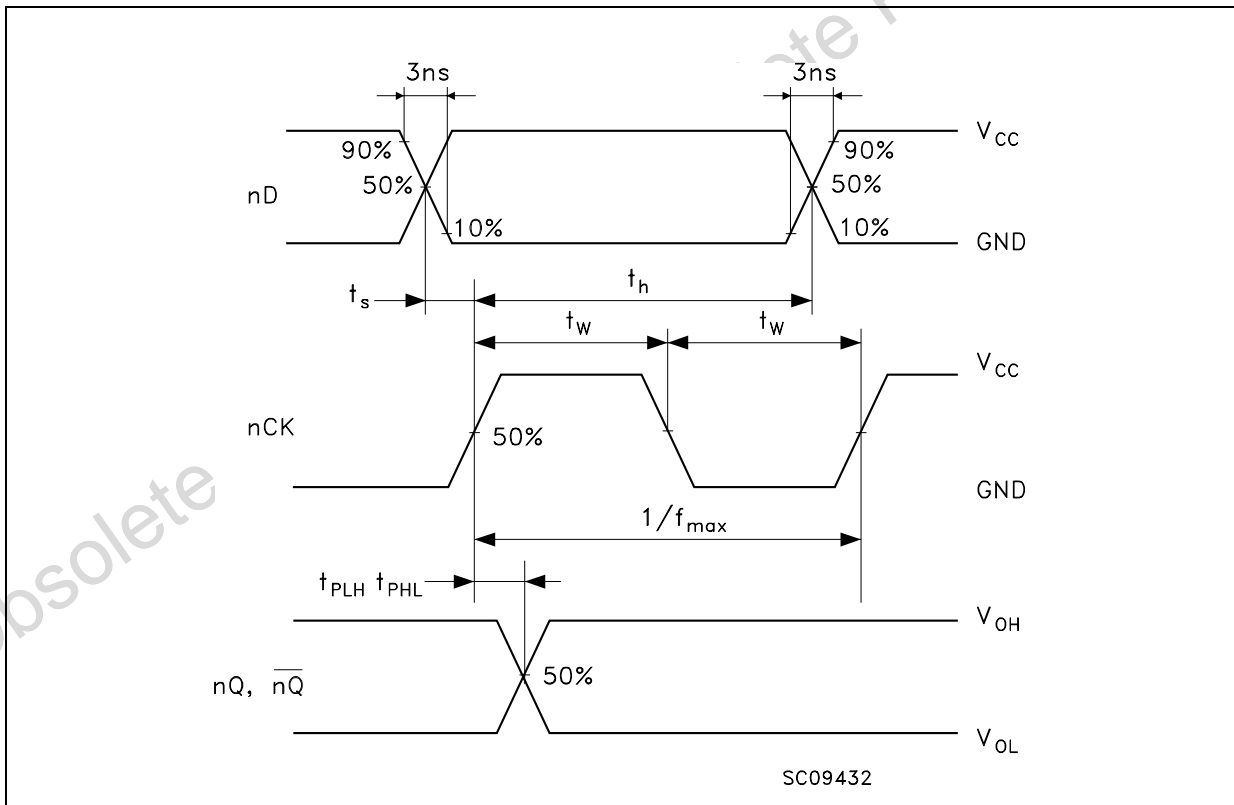 3ns 3ns
90% V_CC
90%
nD 50% 50%
10% 10%
GND
t_s t_h
t_W t_W
V_CC
nCK 50%
GND
1/f_max
t_PLH t_PHL
V_OH
nQ, n̅Q̅ 50%
V_OL
SC09432
obsolete